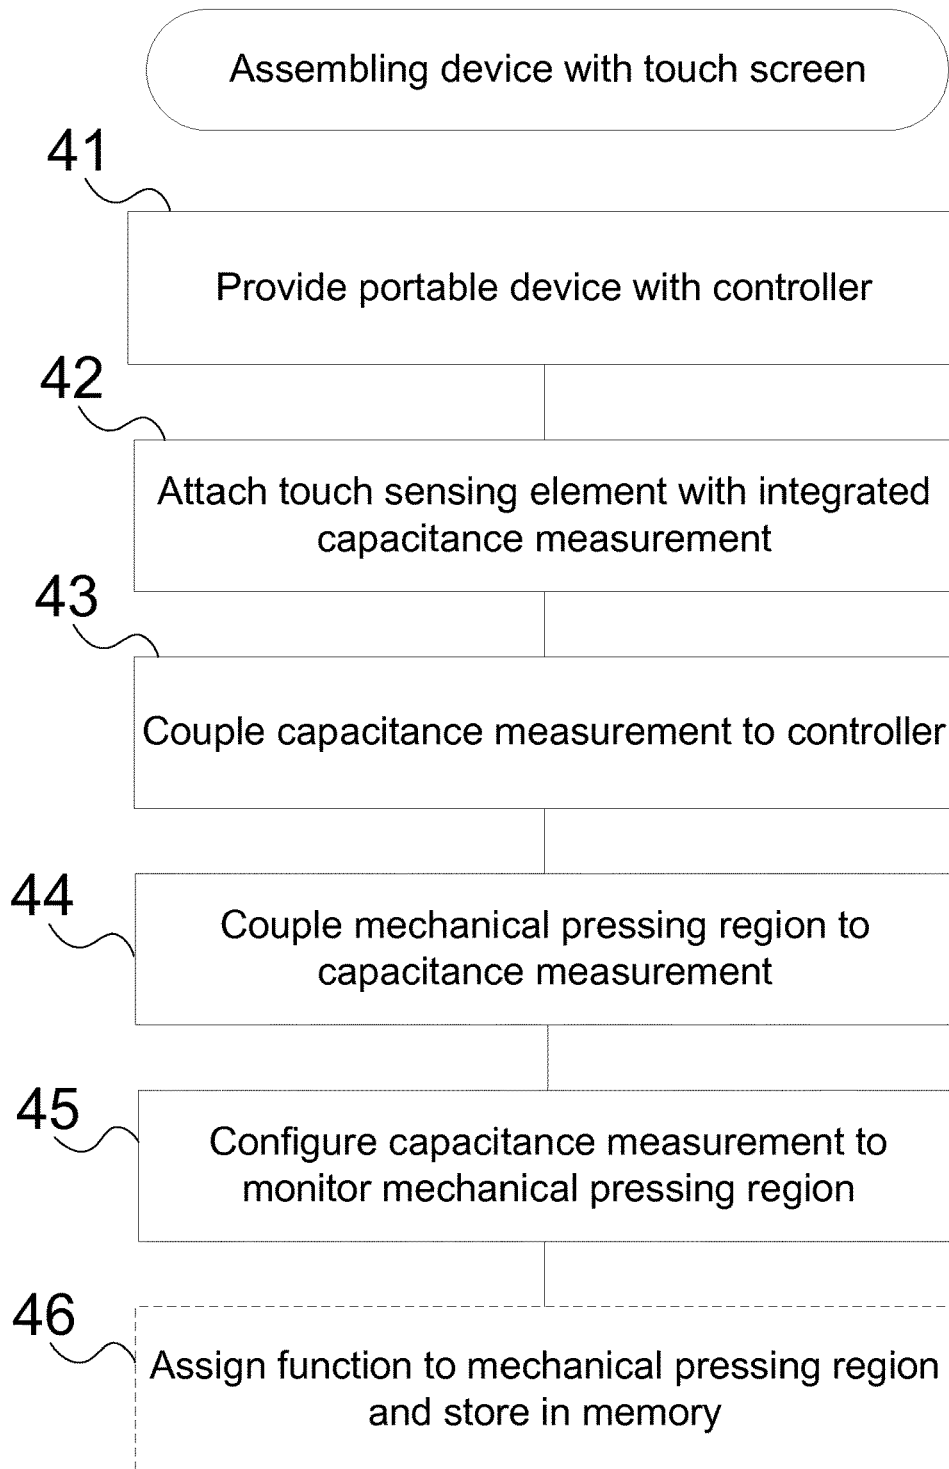 Assembling device with touch screen
41
Provide portable device with controller
42
Attach touch sensing element with integrated
capacitance measurement
43
Couple capacitance measurement to controller
44
Couple mechanical pressing region to
capacitance measurement
45
Configure capacitance measurement to
monitor mechanical pressing region
46
Assign function to mechanical pressing region
and store in memory